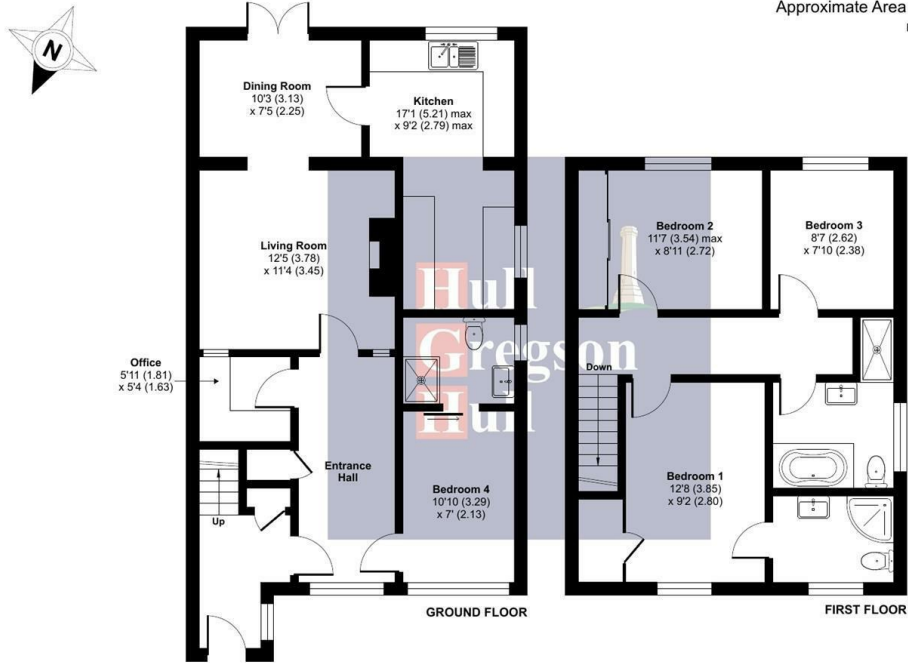 Approximate Area
N
Dining Room
10'3 (3.13)
x 7'5 (2.25)
Kitchen
17'1 (5.21) max
x 9'2 (2.79) max
Living Room
12'5 (3.78)
x 11'4 (3.45)
Bedroom 2
11'7 (3.54) max
x 8'11 (2.72)
Bedroom 3
8'7 (2.62)
x 7'10 (2.38)
Hull
Gregson
Hull
Office
5'11 (1.81)
x 5'4 (1.63)
Down
Entrance
Hall
Bedroom 4
10'10 (3.29)
x 7' (2.13)
Bedroom 1
12'8 (3.85)
x 9'2 (2.80)
Up
GROUND FLOOR
FIRST FLOOR